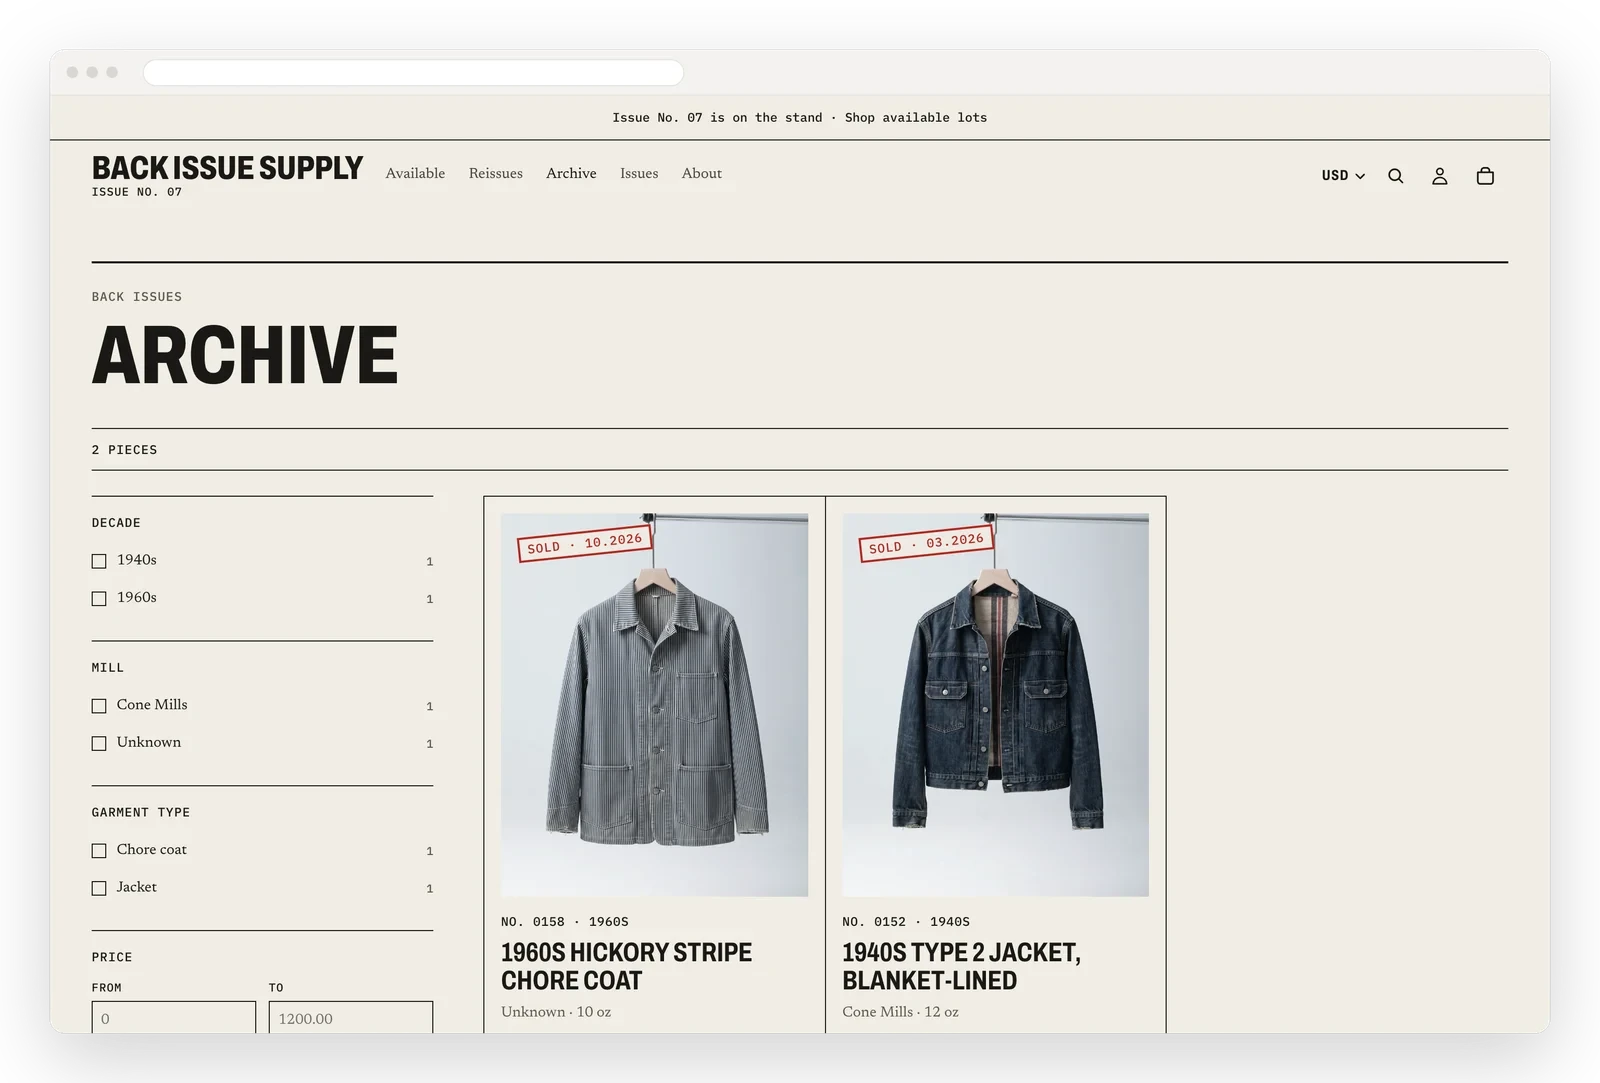 Issue No. 07 is on the stand · Shop available lots
BACK ISSUE SUPPLY
ISSUE NO. 07
Available
Reissues
Archive
Issues
About
USD
BACK ISSUES
ARCHIVE
2 PIECES
DECADE
1940s 1
1960s 1
MILL
Cone Mills 1
Unknown 1
GARMENT TYPE
Chore coat 1
Jacket 1
PRICE
FROM
TO
0
1200.00
SOLD · 10.2026
NO. 0158 · 1960S
1960S HICKORY STRIPE
CHORE COAT
Unknown · 10 oz
SOLD · 03.2026
NO. 0152 · 1940S
1940S TYPE 2 JACKET,
BLANKET-LINED
Cone Mills · 12 oz